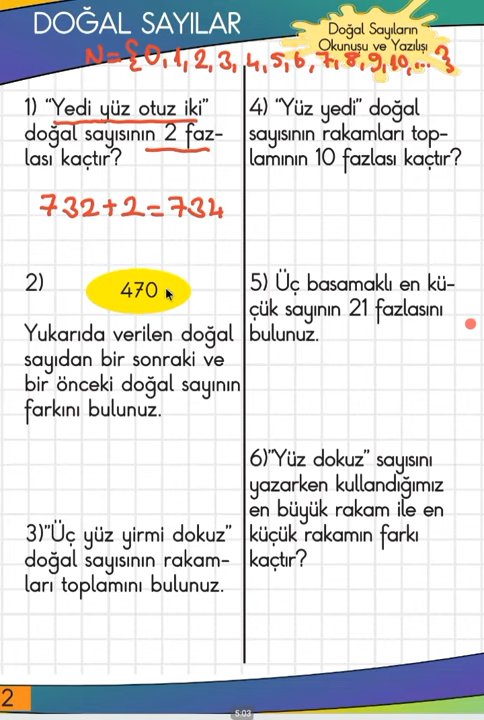 DOĞAL SAYILAR
Doğal Sayıların
Okunuşu ve Yazılışı
N={0,1,2,3,4,5,6,7,8,9,10,...}
1) "Yedi yüz otuz iki"
doğal sayısının 2 faz-
lası kaçtır?
732+2=734
2) 470
Yukarıda verilen doğal
sayıdan bir sonraki ve
bir önceki doğal sayının
farkını bulunuz.
3)"Üç yüz yirmi dokuz"
doğal sayısının rakam-
ları toplamını bulunuz.
4) "Yüz yedi" doğal
sayısının rakamları top-
lamının 10 fazlası kaçtır?
5) Üç basamaklı en kü-
çük sayının 21 fazlasını
bulunuz.
6)"Yüz dokuz" sayısını
yazarken kullandığımız
en büyük rakam ile en
küçük rakamın farkı
kaçtır?
2
5:03